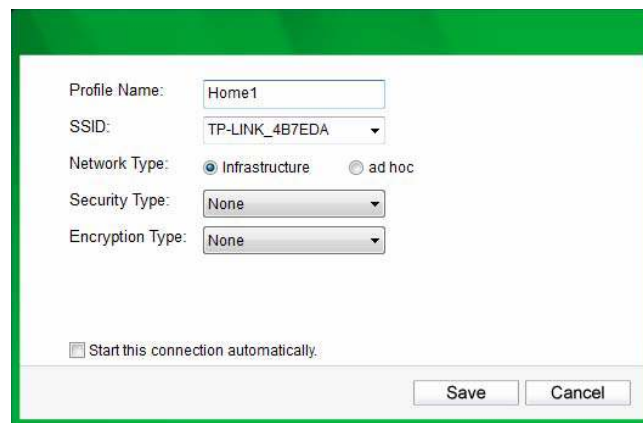 Profile Name: Home1
SSID: TP-LINK_4B7EDA
Network Type: Infrastructure ad hoc
Security Type: None
Encryption Type: None
Start this connection automatically.
Save Cancel